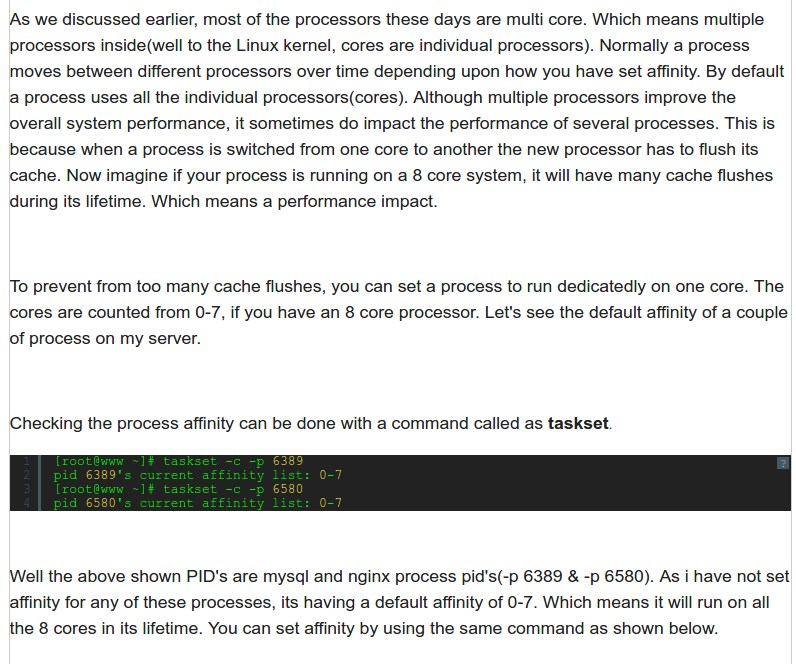 As we discussed earlier, most of the processors these days are multi core. Which means multiple
processors inside(well to the Linux kernel, cores are individual processors). Normally a process
moves between different processors over time depending upon how you have set affinity. By default
a process uses all the individual processors(cores). Although multiple processors improve the
overall system performance, it sometimes do impact the performance of several processes. This is
because when a process is switched from one core to another the new processor has to flush its
cache. Now imagine if your process is running on a 8 core system, it will have many cache flushes
during its lifetime. Which means a performance impact.
To prevent from too many cache flushes, you can set a process to run dedicatedly on one core. The
cores are counted from 0-7, if you have an 8 core processor. Let's see the default affinity of a couple
of process on my server.
Checking the process affinity can be done with a command called as taskset.
1 [root@www ~]# taskset -c -p 6389 ?
2 pid 6389's current affinity list: 0-7
3 [root@www ~]# taskset -c -p 6580
4 pid 6580's current affinity list: 0-7
Well the above shown PID's are mysql and nginx process pid's(-p 6389 & -p 6580). As i have not set
affinity for any of these processes, its having a default affinity of 0-7. Which means it will run on all
the 8 cores in its lifetime. You can set affinity by using the same command as shown below.